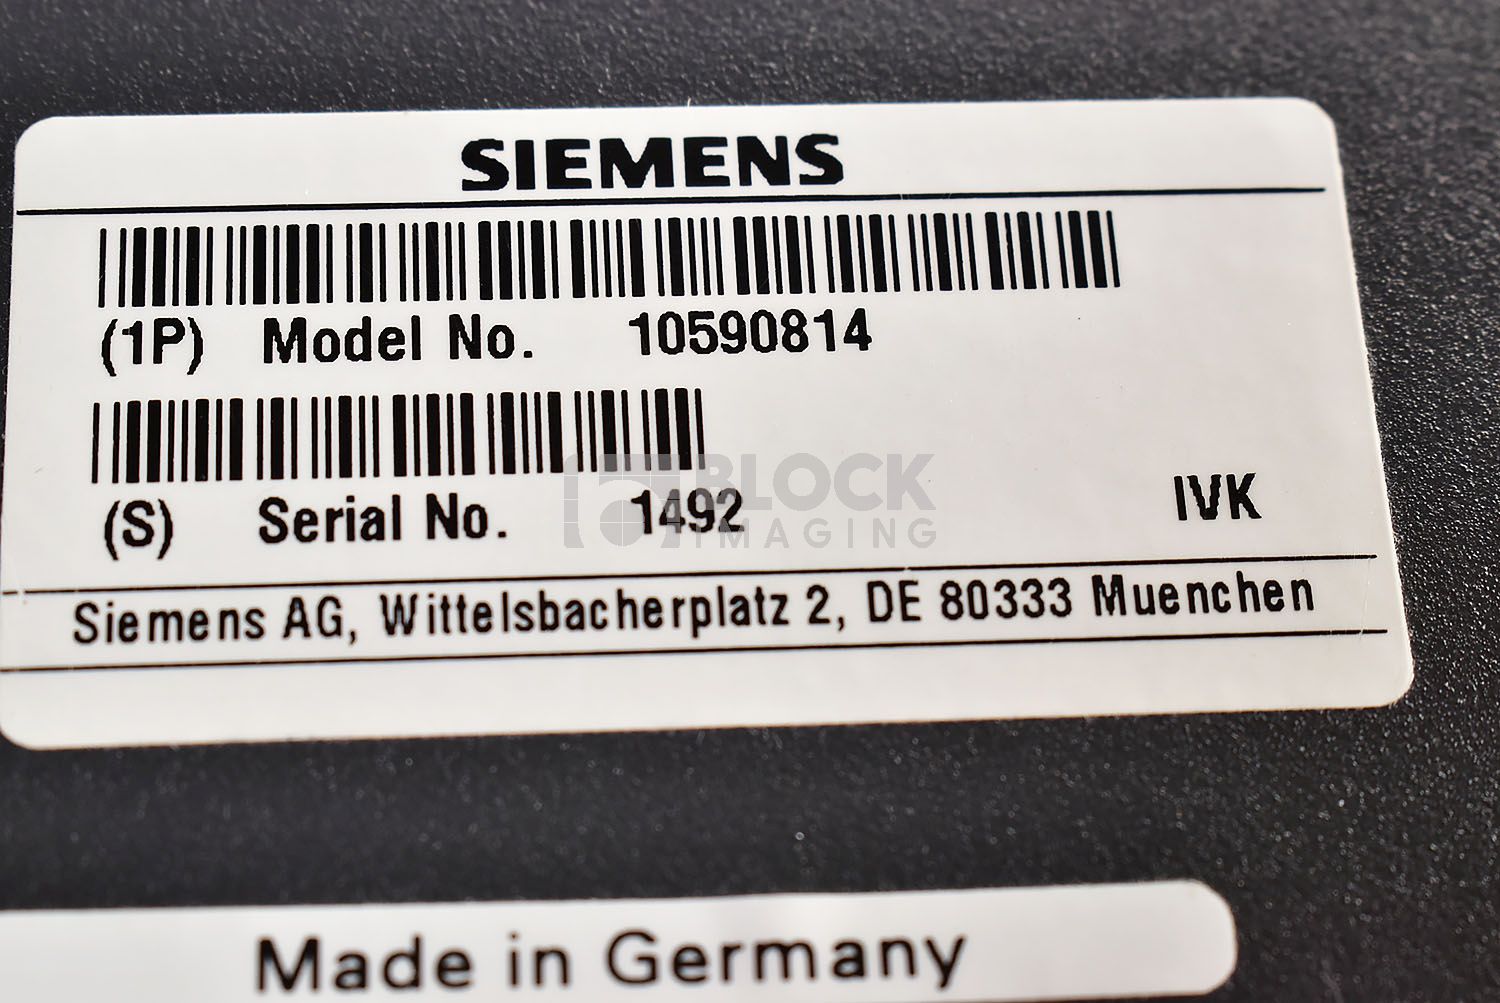 SIEMENS
(1P) Model No. 10590814
(S) Serial No. 1492 IVK
BLOCK
IMAGING
Siemens AG, Wittelsbacherplatz 2, DE 80333 Muenchen
Made in Germany